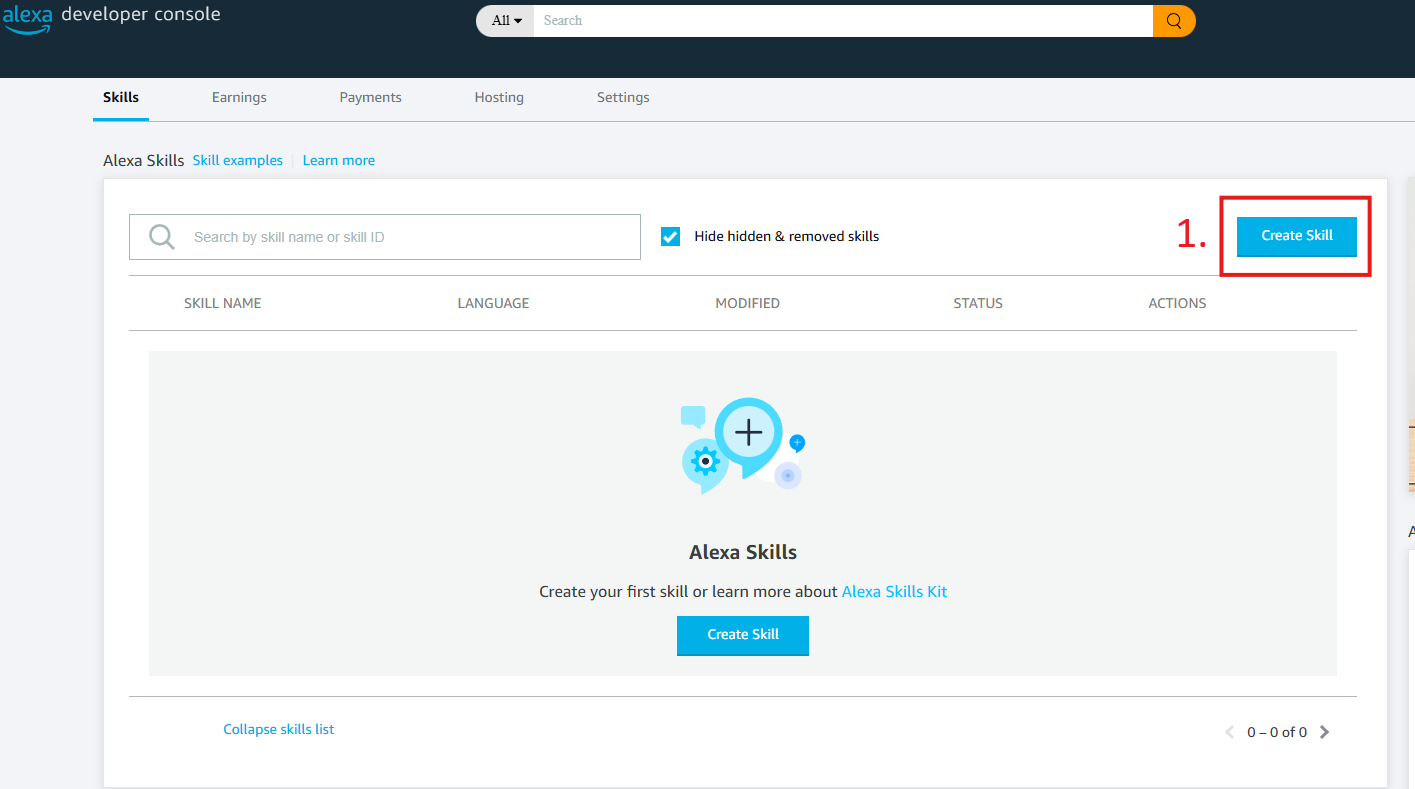 alexa developer console
All
Search
Skills Earnings Payments Hosting Settings
Alexa Skills Skill examples Learn more
Search by skill name or skill ID
Hide hidden & removed skills
1.
Create Skill
SKILL NAME LANGUAGE MODIFIED STATUS ACTIONS
Alexa Skills
Create your first skill or learn more about Alexa Skills Kit
Create Skill
Collapse skills list
0 – 0 of 0